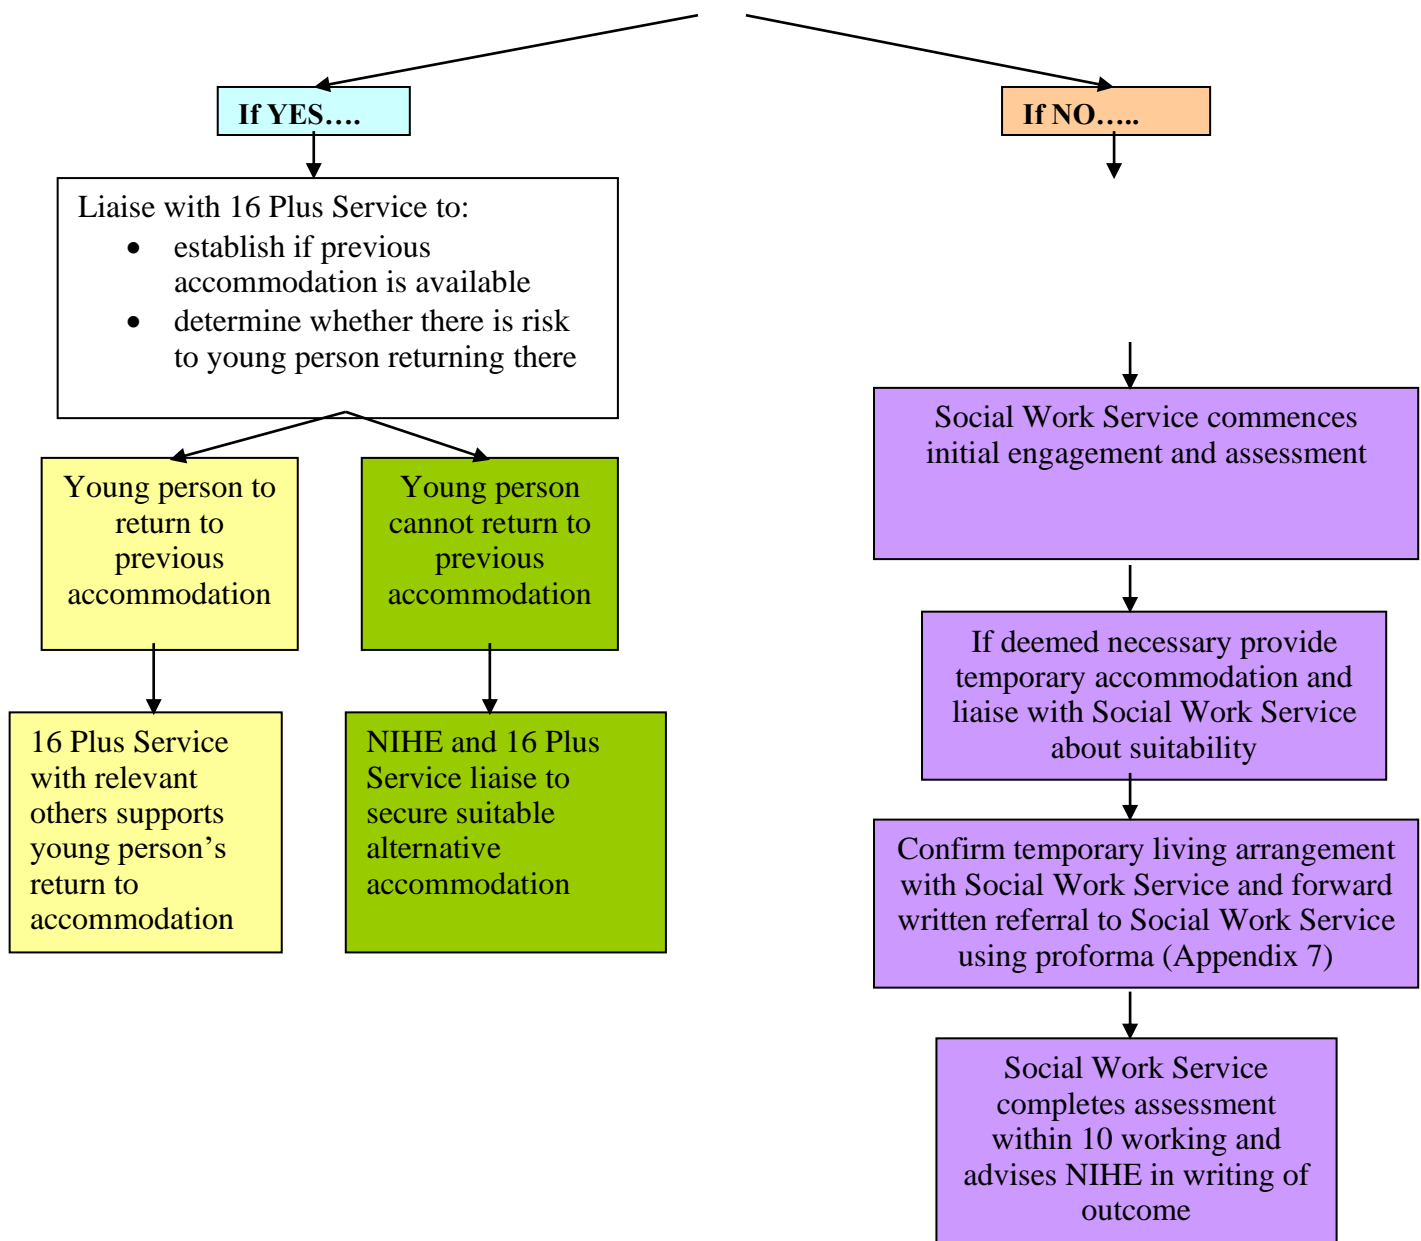 If YES….
If NO…..
Liaise with 16 Plus Service to:
• establish if previous
accommodation is available
• determine whether there is risk
to young person returning there
Young person to
return to
previous
accommodation
Young person
cannot return to
previous
accommodation
16 Plus Service
with relevant
others supports
young person’s
return to
accommodation
NIHE and 16 Plus
Service liaise to
secure suitable
alternative
accommodation
Social Work Service commences
initial engagement and assessment
If deemed necessary provide
temporary accommodation and
liaise with Social Work Service
about suitability
Confirm temporary living arrangement
with Social Work Service and forward
written referral to Social Work Service
using proforma (Appendix 7)
Social Work Service
completes assessment
within 10 working and
advises NIHE in writing of
outcome